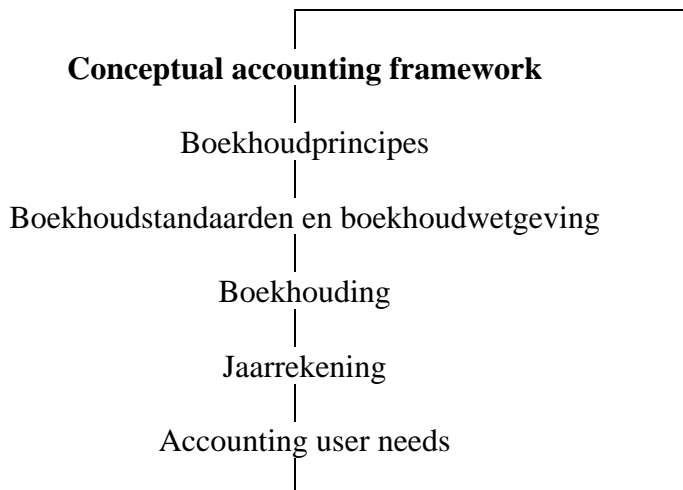 Conceptual accounting framework
Boekhoudprincipes
Boekhoudstandaarden en boekhoudwetgeving
Boekhouding
Jaarrekening
Accounting user needs